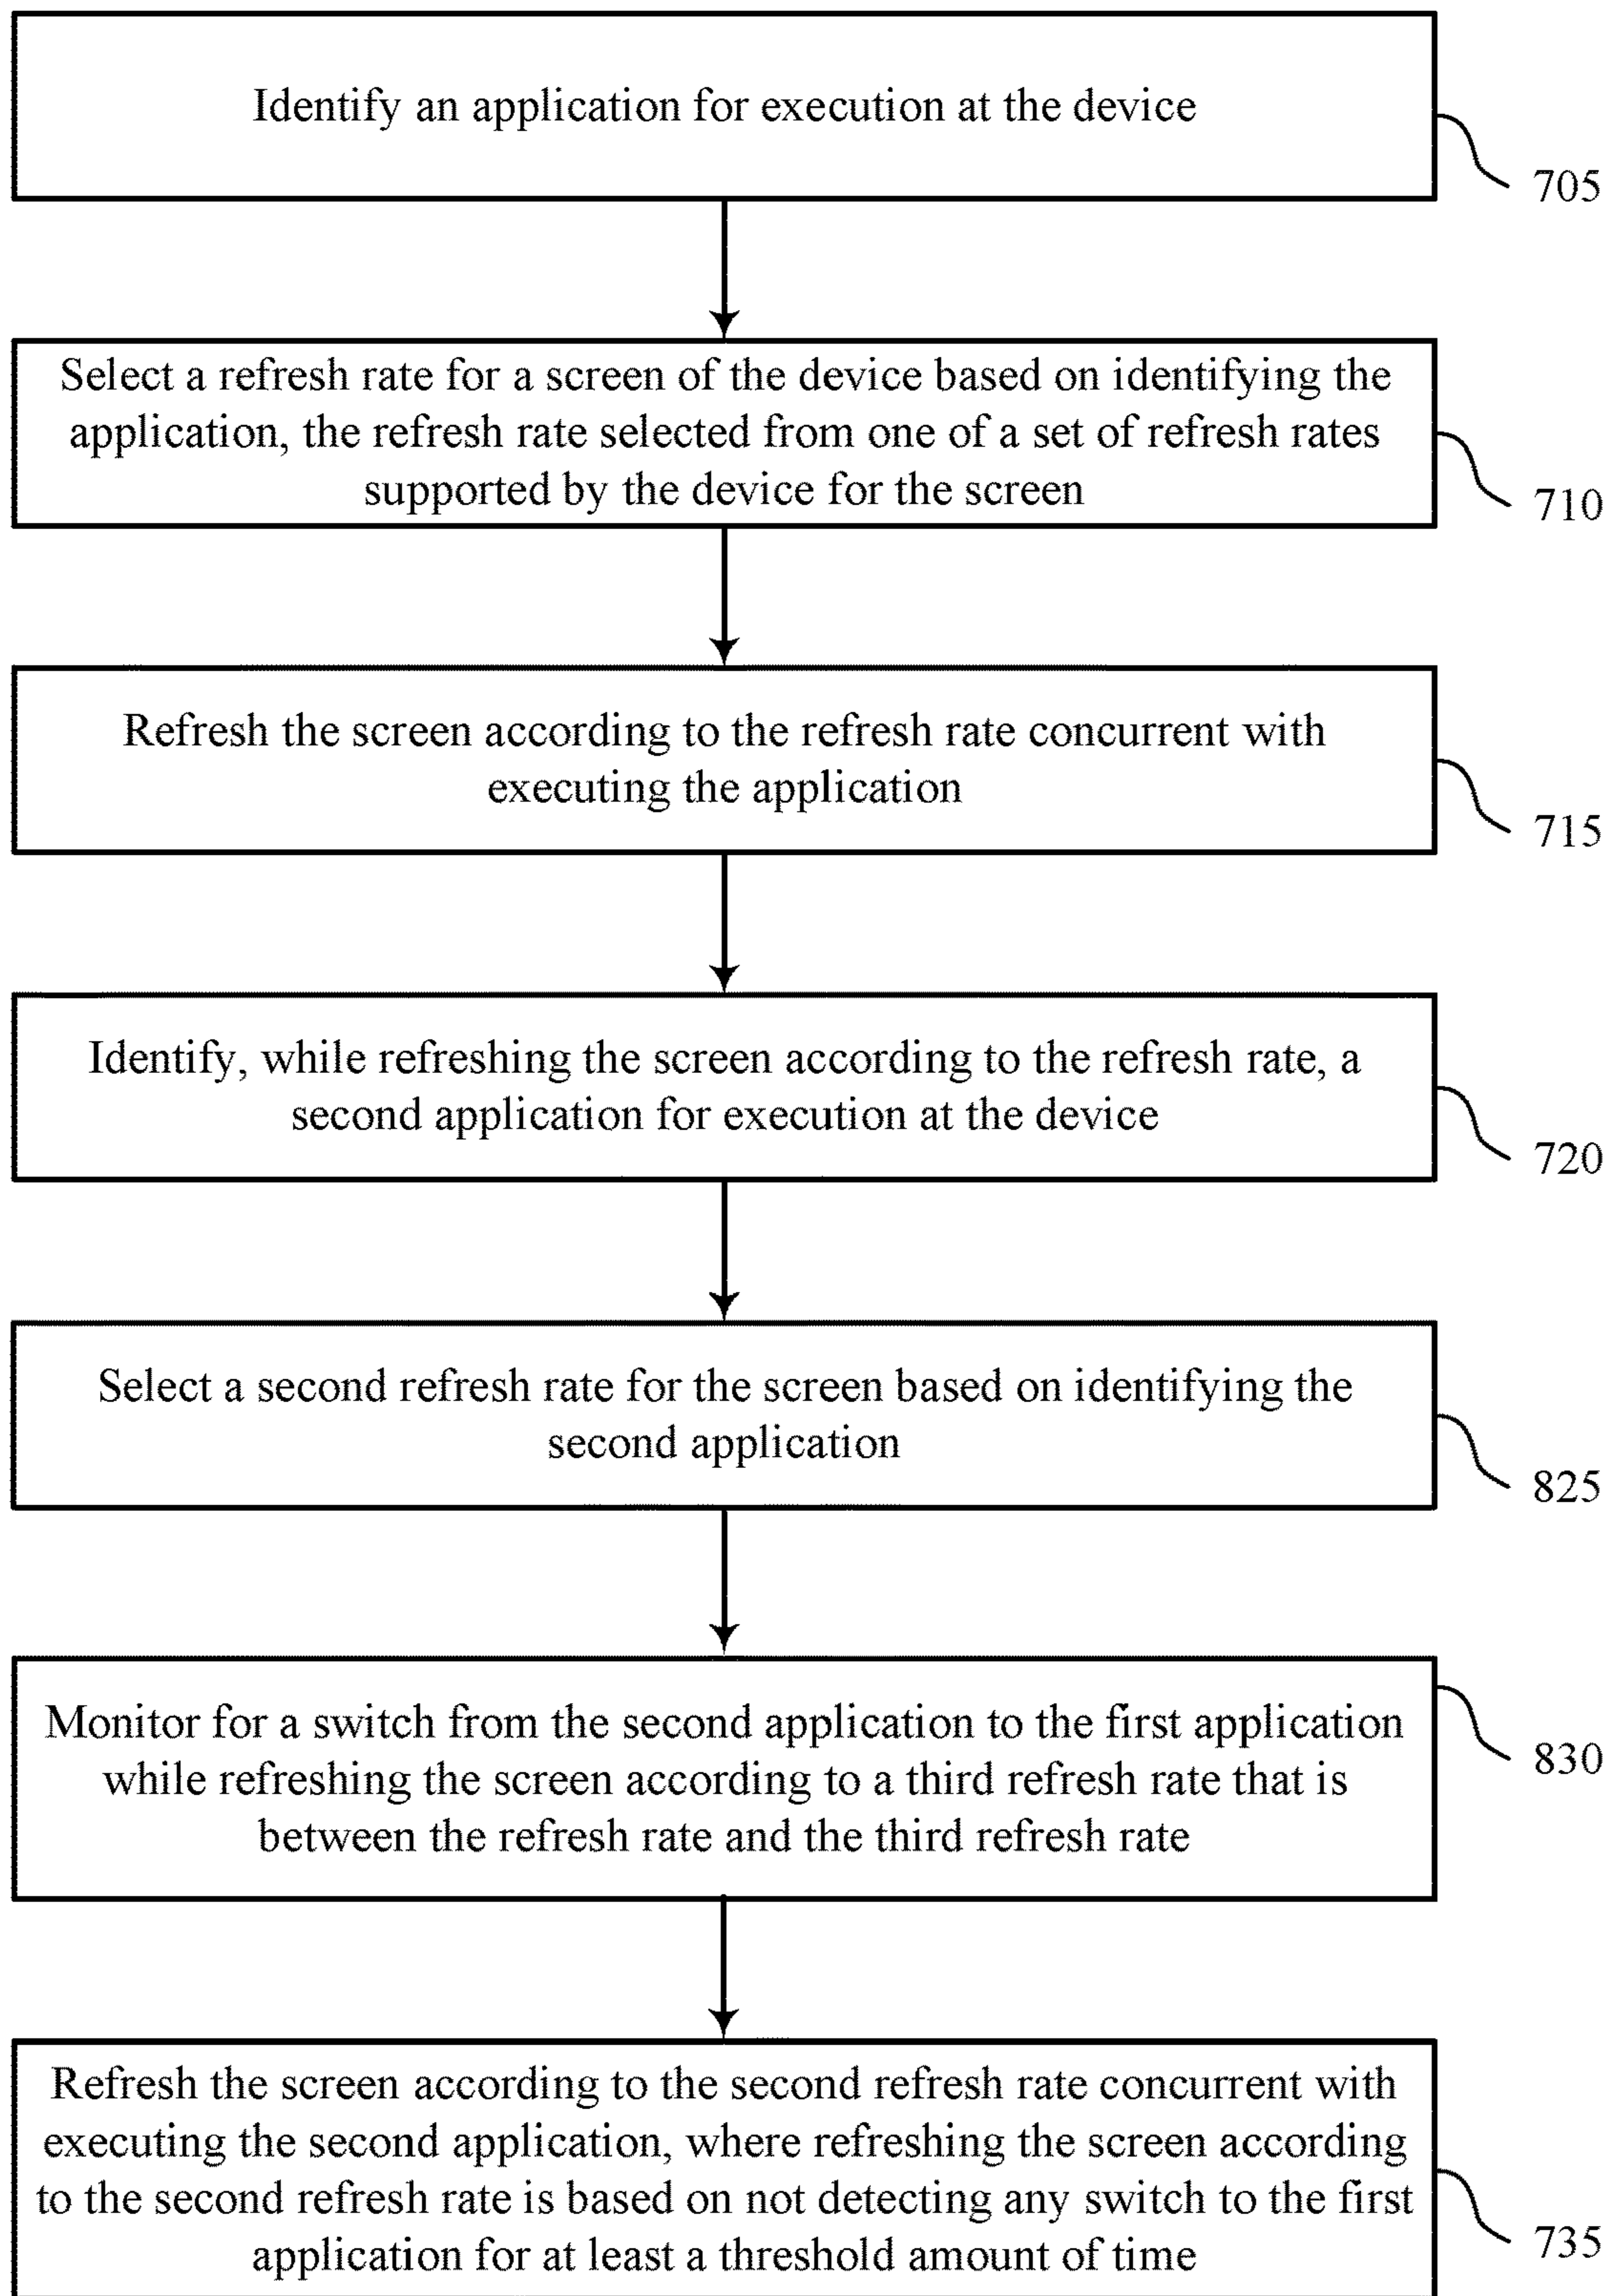 Identify an application for execution at the device
705
Select a refresh rate for a screen of the device based on identifying the
application, the refresh rate selected from one of a set of refresh rates
supported by the device for the screen
710
Refresh the screen according to the refresh rate concurrent with
executing the application
715
Identify, while refreshing the screen according to the refresh rate, a
second application for execution at the device
720
Select a second refresh rate for the screen based on identifying the
second application
825
Monitor for a switch from the second application to the first application
while refreshing the screen according to a third refresh rate that is
between the refresh rate and the third refresh rate
830
Refresh the screen according to the second refresh rate concurrent with
executing the second application, where refreshing the screen according
to the second refresh rate is based on not detecting any switch to the first
application for at least a threshold amount of time
735